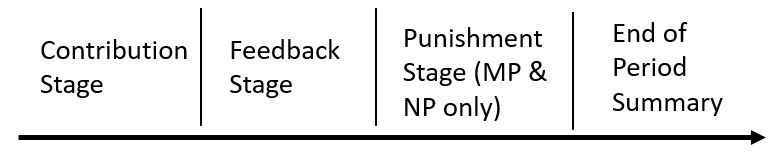 Contribution
Stage
Feedback
Stage
Punishment
Stage (MP &
NP only)
End of
Period
Summary